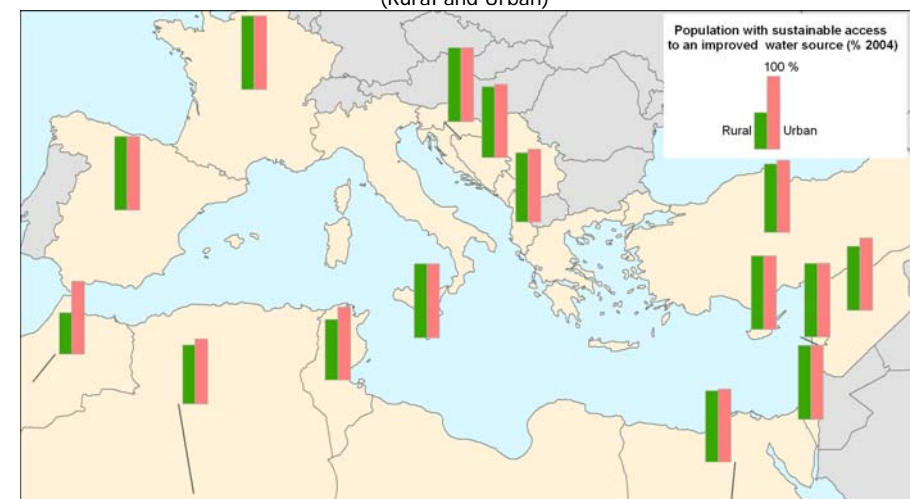 (Rural and Urban)
Population with sustainable access
to an improved water source (% 2004)
100 %
Rural Urban